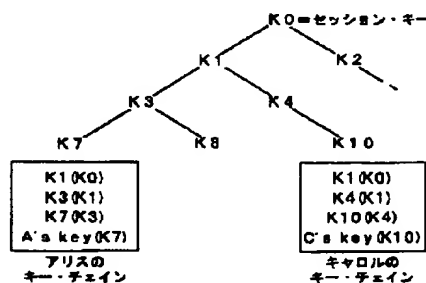 K0=セッション・キー
K1 K2
K3 K4
K7 K8 K10
K1(K0)
K3(K1)
K7(K3)
A's key(K7)
アリスの
キー・チェイン
K1(K0)
K4(K1)
K10(K4)
C's key(K10)
キャロルの
キー・チェイン